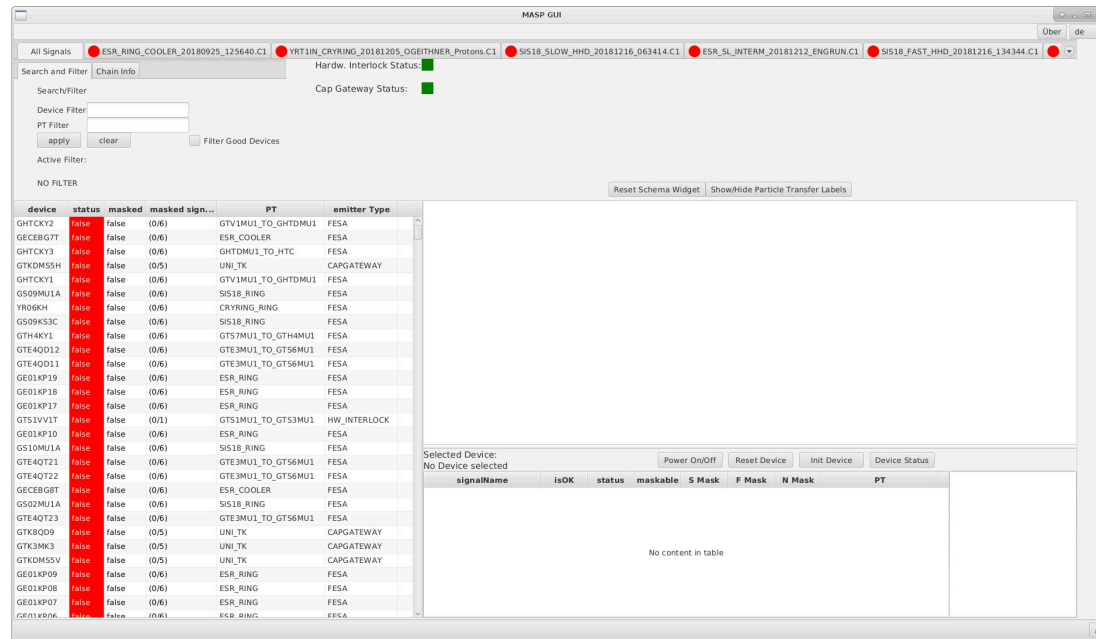 MASP GUI
Über de
All Signals ESR_RING_COOLER_20180925_125640.C1 YRT1IN_CRYRING_20181205_OGEITHNER_Protons.C1 SIS18_SLOW_HHD_20181216_063414.C1 ESR_SL_INTERM_20181212_ENGRUN.C1 SIS18_FAST_HHD_20181216_134344.C1
Search and Filter Chain Info Hardw. Interlock Status:
Search/Filter Cap Gateway Status:
Device Filter
PT Filter
apply clear Filter Good Devices
Active Filter:
NO FILTER
Reset Schema Widget Show/Hide Particle Transfer Labels
device status masked masked sign... PT emitter Type
GHTCKY2 false false (0/6) GTV1MU1_TO_GHTDMU1 FESA
GECEBG7T false false (0/6) ESR_COOLER FESA
GHTCKY3 false false (0/6) GHTDMU1_TO_HTC FESA
GTKDMS5H false false (0/5) UNI_TK CAPGATEWAY
GHTCKY1 false false (0/6) GTV1MU1_TO_GHTDMU1 FESA
GS09MU1A false false (0/6) SIS18_RING FESA
YR06KH false false (0/6) CRYRING_RING FESA
GS09KS3C false false (0/6) SIS18_RING FESA
GTH4KY1 false false (0/6) GTS7MU1_TO_GTH4MU1 FESA
GTE4QD12 false false (0/6) GTE3MU1_TO_GTS6MU1 FESA
GTE4QD11 false false (0/6) GTE3MU1_TO_GTS6MU1 FESA
GE01KP19 false false (0/6) ESR_RING FESA
GE01KP18 false false (0/6) ESR_RING FESA
GE01KP17 false false (0/6) ESR_RING FESA
GTS1VV1T false false (0/1) GTS1MU1_TO_GTS3MU1 HW_INTERLOCK
GE01KP10 false false (0/6) ESR_RING FESA
GS10MU1A false false (0/6) SIS18_RING FESA
GTE4QT21 false false (0/6) GTE3MU1_TO_GTS6MU1 FESA
GTE4QT22 false false (0/6) GTE3MU1_TO_GTS6MU1 FESA
GECEBG8T false false (0/6) ESR_COOLER FESA
GS02MU1A false false (0/6) SIS18_RING FESA
GTE4QT23 false false (0/6) GTE3MU1_TO_GTS6MU1 FESA
GTK8QD9 false false (0/5) UNI_TK CAPGATEWAY
GTK3MK3 false false (0/5) UNI_TK CAPGATEWAY
GTKDMS5V false false (0/5) UNI_TK CAPGATEWAY
GE01KP09 false false (0/6) ESR_RING FESA
GE01KP08 false false (0/6) ESR_RING FESA
GE01KP07 false false (0/6) ESR_RING FESA
GE01KP06 false false (0/6) ESR_RING FESA
Selected Device:
No Device selected
Power On/Off Reset Device Init Device Device Status
signalName isOK status maskable S Mask F Mask N Mask PT
No content in table